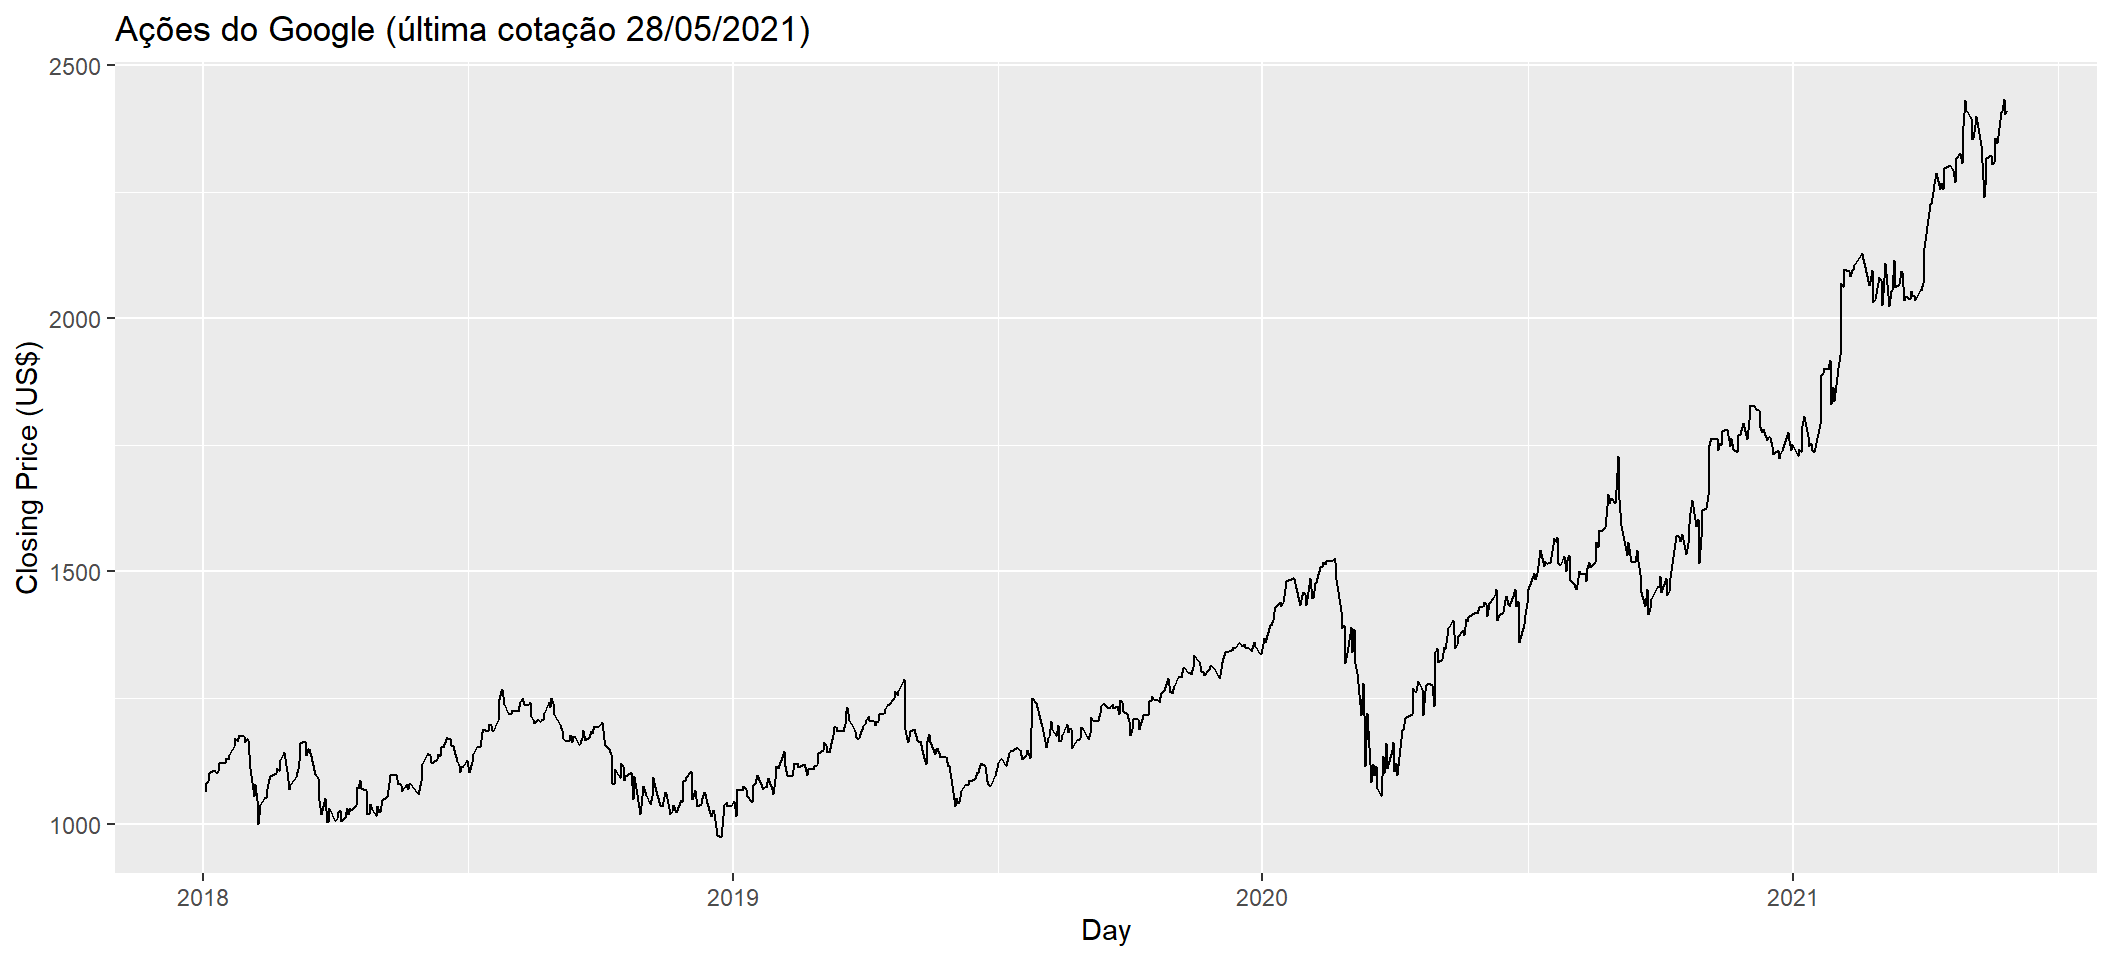 Ações do Google (última cotação 28/05/2021)
2500
2000
1500
1000
Closing Price (US$)
2018 2019 2020 2021
Day